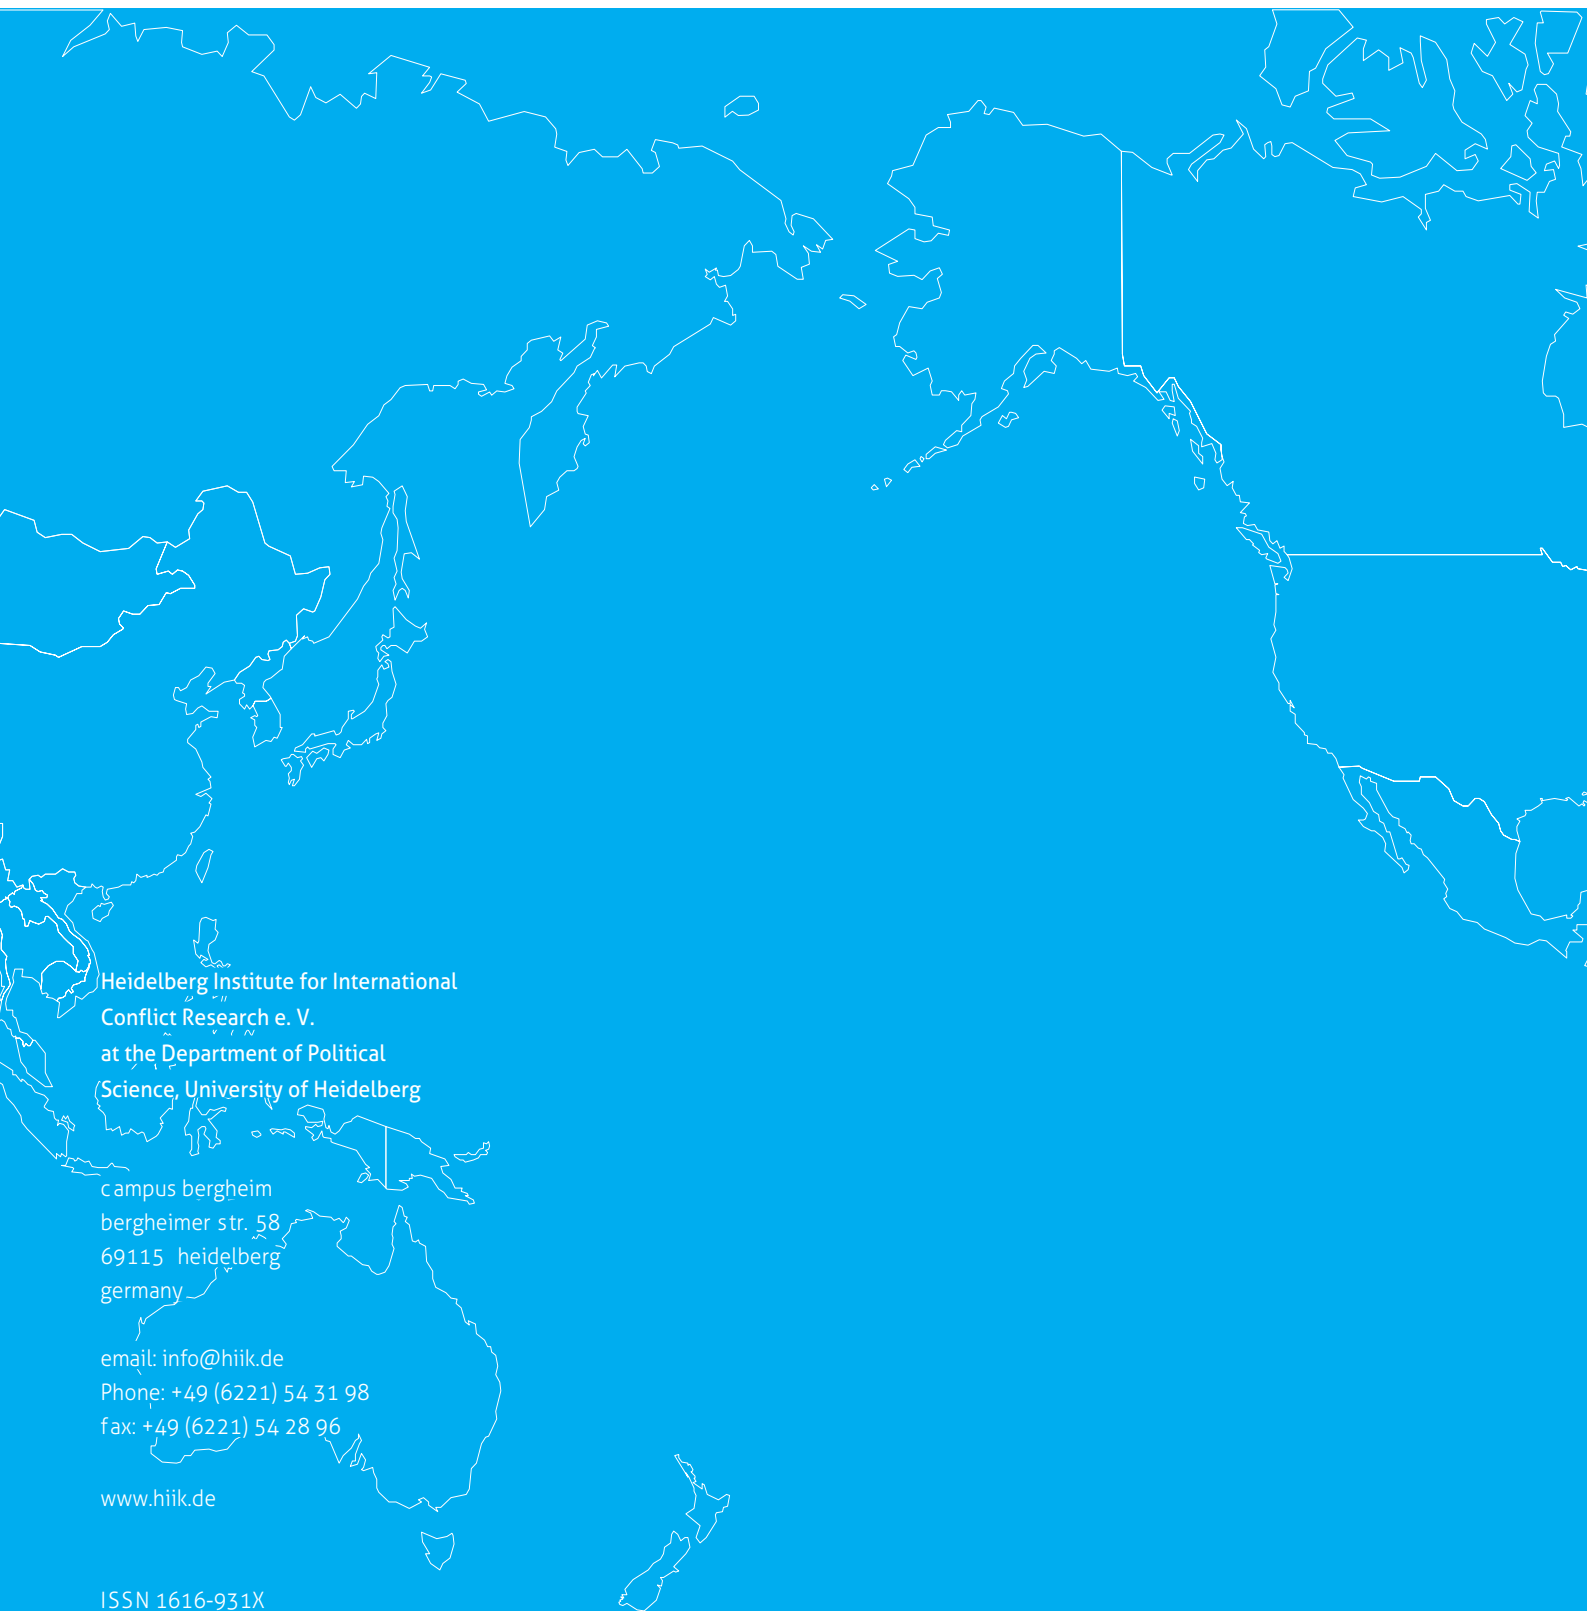 Heidelberg Institute for International
Conflict Research e. V.
at the Department of Political
Science, University of Heidelberg
campus bergheim
bergheimer str. 58
69115 heidelberg
germany
email: info@hiik.de
Phone: +49 (6221) 54 31 98
fax: +49 (6221) 54 28 96
www.hiik.de
ISSN 1616-931X